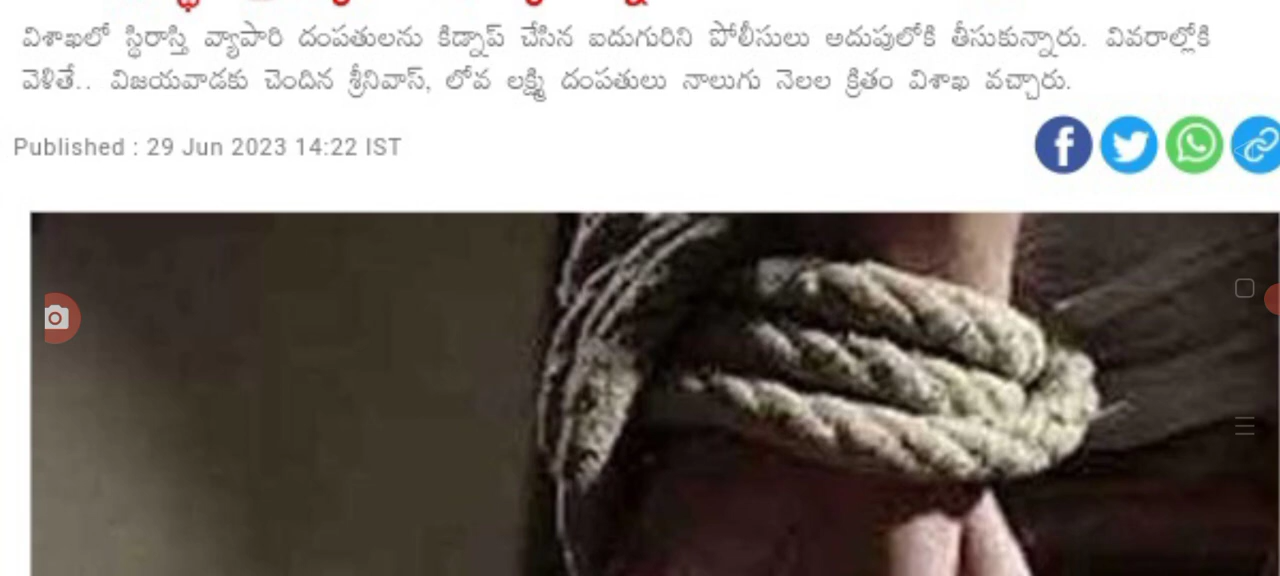 విశాఖలో స్థిరాస్తి వ్యాపారి దంపతులను కిడ్నాప్ చేసిన ఐదుగురిని పోలీసులు అదుపులోకి తీసుకున్నారు. వివరాల్లోకి
వెళితే.. విజయవాడకు చెందిన శ్రీనివాస్, లోవ లక్ష్మి దంపతులు నాలుగు నెలల క్రితం విశాఖ వచ్చారు.
Published : 29 Jun 2023 14:22 IST